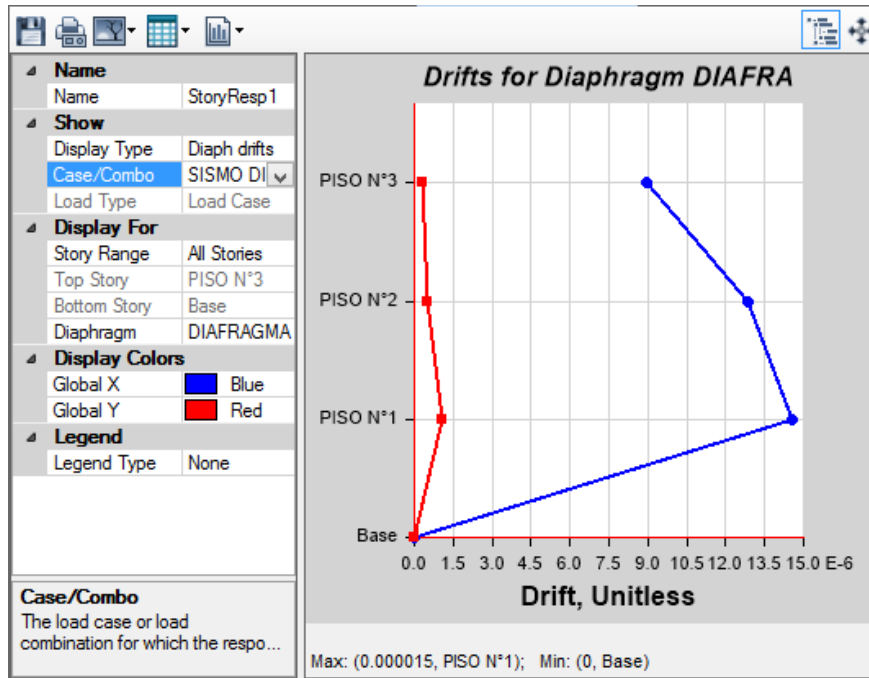 Name
Name StoryResp1
Show
Display Type Diaph drifts
Case/Combo SISMO DI
Load Type Load Case
Display For
Story Range All Stories
Top Story PISO N°3
Bottom Story Base
Diaphragm DIAFRAGMA
Display Colors
Global X Blue
Global Y Red
Legend
Legend Type None
Case/Combo
The load case or load
combination for which the respo...
Drifts for Diaphragm DIAFRA
PISO N°3
PISO N°2
PISO N°1
Base
0.0 1.5 3.0 4.5 6.0 7.5 9.0 10.5 12.0 13.5 15.0 E-6
Drift, Unitless
Max: (0.000015, PISO N°1); Min: (0, Base)